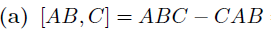 (a) [AB, C] = ABC − CAB